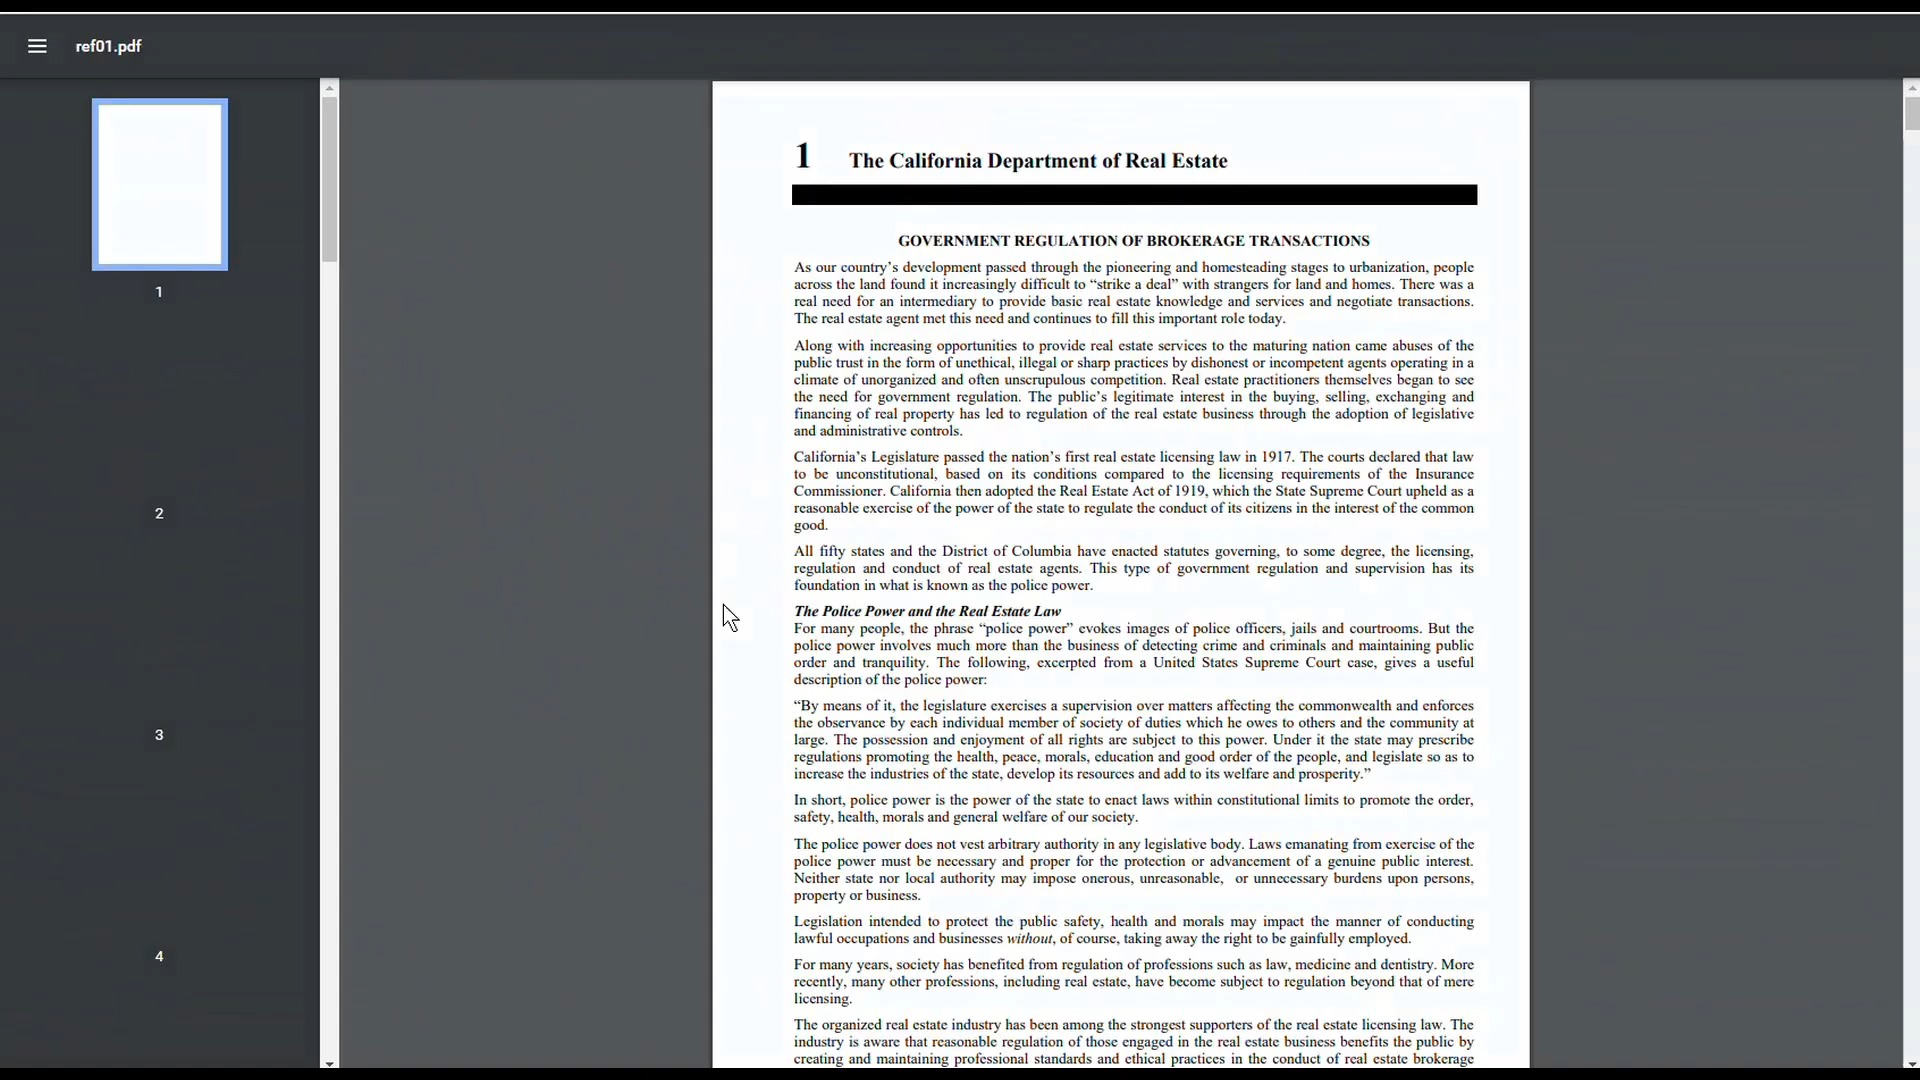 ref01.pdf
1
2
3
4
1 The California Department of Real Estate
GOVERNMENT REGULATION OF BROKERAGE TRANSACTIONS
As our country’s development passed through the pioneering and homesteading stages to urbanization, people
across the land found it increasingly difficult to “strike a deal” with strangers for land and homes. There was a
real need for an intermediary to provide basic real estate knowledge and services and negotiate transactions.
The real estate agent met this need and continues to fill this important role today.
Along with increasing opportunities to provide real estate services to the maturing nation came abuses of the
public trust in the form of unethical, illegal or sharp practices by dishonest or incompetent agents operating in a
climate of unorganized and often unscrupulous competition. Real estate practitioners themselves began to see
the need for government regulation. The public’s legitimate interest in the buying, selling, exchanging and
financing of real property has led to regulation of the real estate business through the adoption of legislative
and administrative controls.
California’s Legislature passed the nation’s first real estate licensing law in 1917. The courts declared that law
to be unconstitutional, based on its conditions compared to the licensing requirements of the Insurance
Commissioner. California then adopted the Real Estate Act of 1919, which the State Supreme Court upheld as a
reasonable exercise of the power of the state to regulate the conduct of its citizens in the interest of the common
good.
All fifty states and the District of Columbia have enacted statutes governing, to some degree, the licensing,
regulation and conduct of real estate agents. This type of government regulation and supervision has its
foundation in what is known as the police power.
The Police Power and the Real Estate Law
For many people, the phrase “police power” evokes images of police officers, jails and courtrooms. But the
police power involves much more than the business of detecting crime and criminals and maintaining public
order and tranquility. The following, excerpted from a United States Supreme Court case, gives a useful
description of the police power:
“By means of it, the legislature exercises a supervision over matters affecting the commonwealth and enforces
the observance by each individual member of society of duties which he owes to others and the community at
large. The possession and enjoyment of all rights are subject to this power. Under it the state may prescribe
regulations promoting the health, peace, morals, education and good order of the people, and legislate so as to
increase the industries of the state, develop its resources and add to its welfare and prosperity.”
In short, police power is the power of the state to enact laws within constitutional limits to promote the order,
safety, health, morals and general welfare of our society.
The police power does not vest arbitrary authority in any legislative body. Laws emanating from exercise of the
police power must be necessary and proper for the protection or advancement of a genuine public interest.
Neither state nor local authority may impose onerous, unreasonable, or unnecessary burdens upon persons,
property or business.
Legislation intended to protect the public safety, health and morals may impact the manner of conducting
lawful occupations and businesses without, of course, taking away the right to be gainfully employed.
For many years, society has benefited from regulation of professions such as law, medicine and dentistry. More
recently, many other professions, including real estate, have become subject to regulation beyond that of mere
licensing.
The organized real estate industry has been among the strongest supporters of the real estate licensing law. The
industry is aware that reasonable regulation of those engaged in the real estate business benefits the public by
creating and maintaining professional standards and ethical practices in the conduct of real estate brokerage